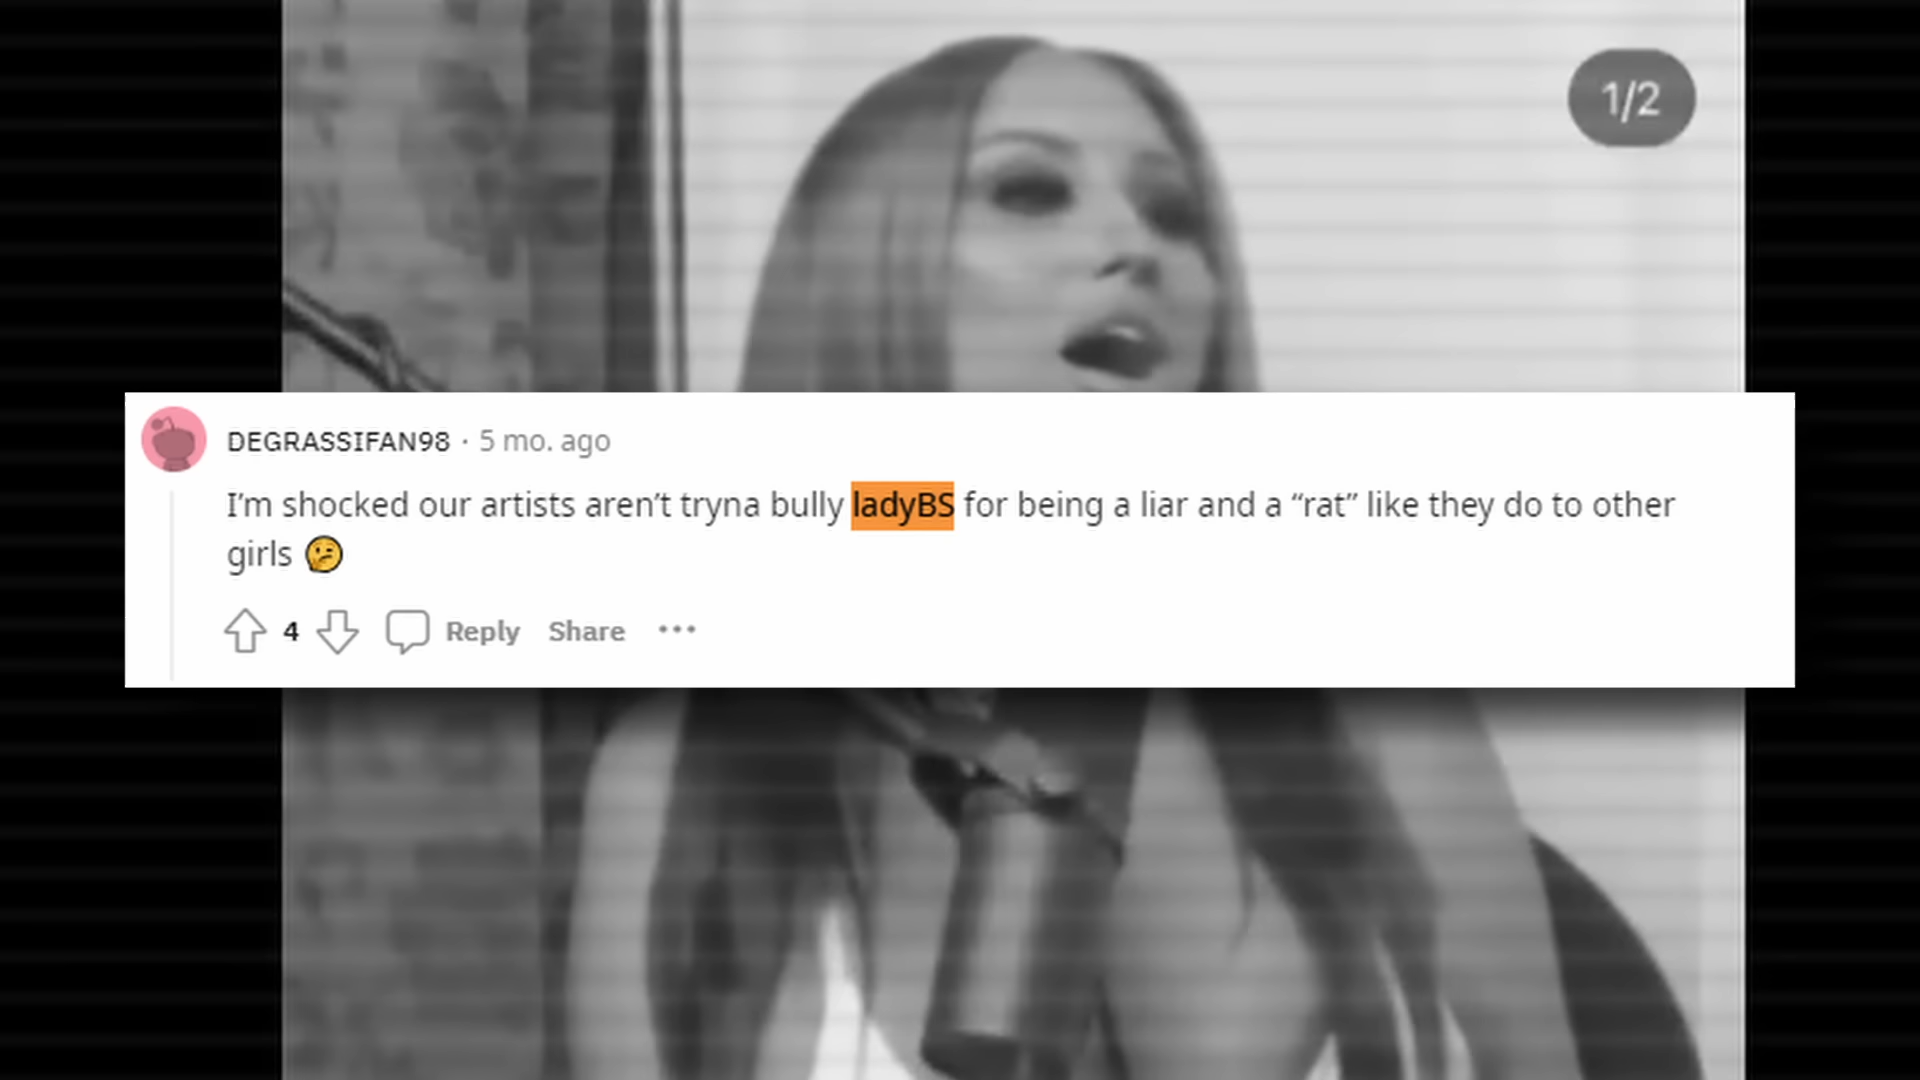 1/2
DEGRASSIFAN98 · 5 mo. ago
I’m shocked our artists aren’t tryna bully ladyBS for being a liar and a “rat” like they do to other
girls 🤔
4 Reply Share ···